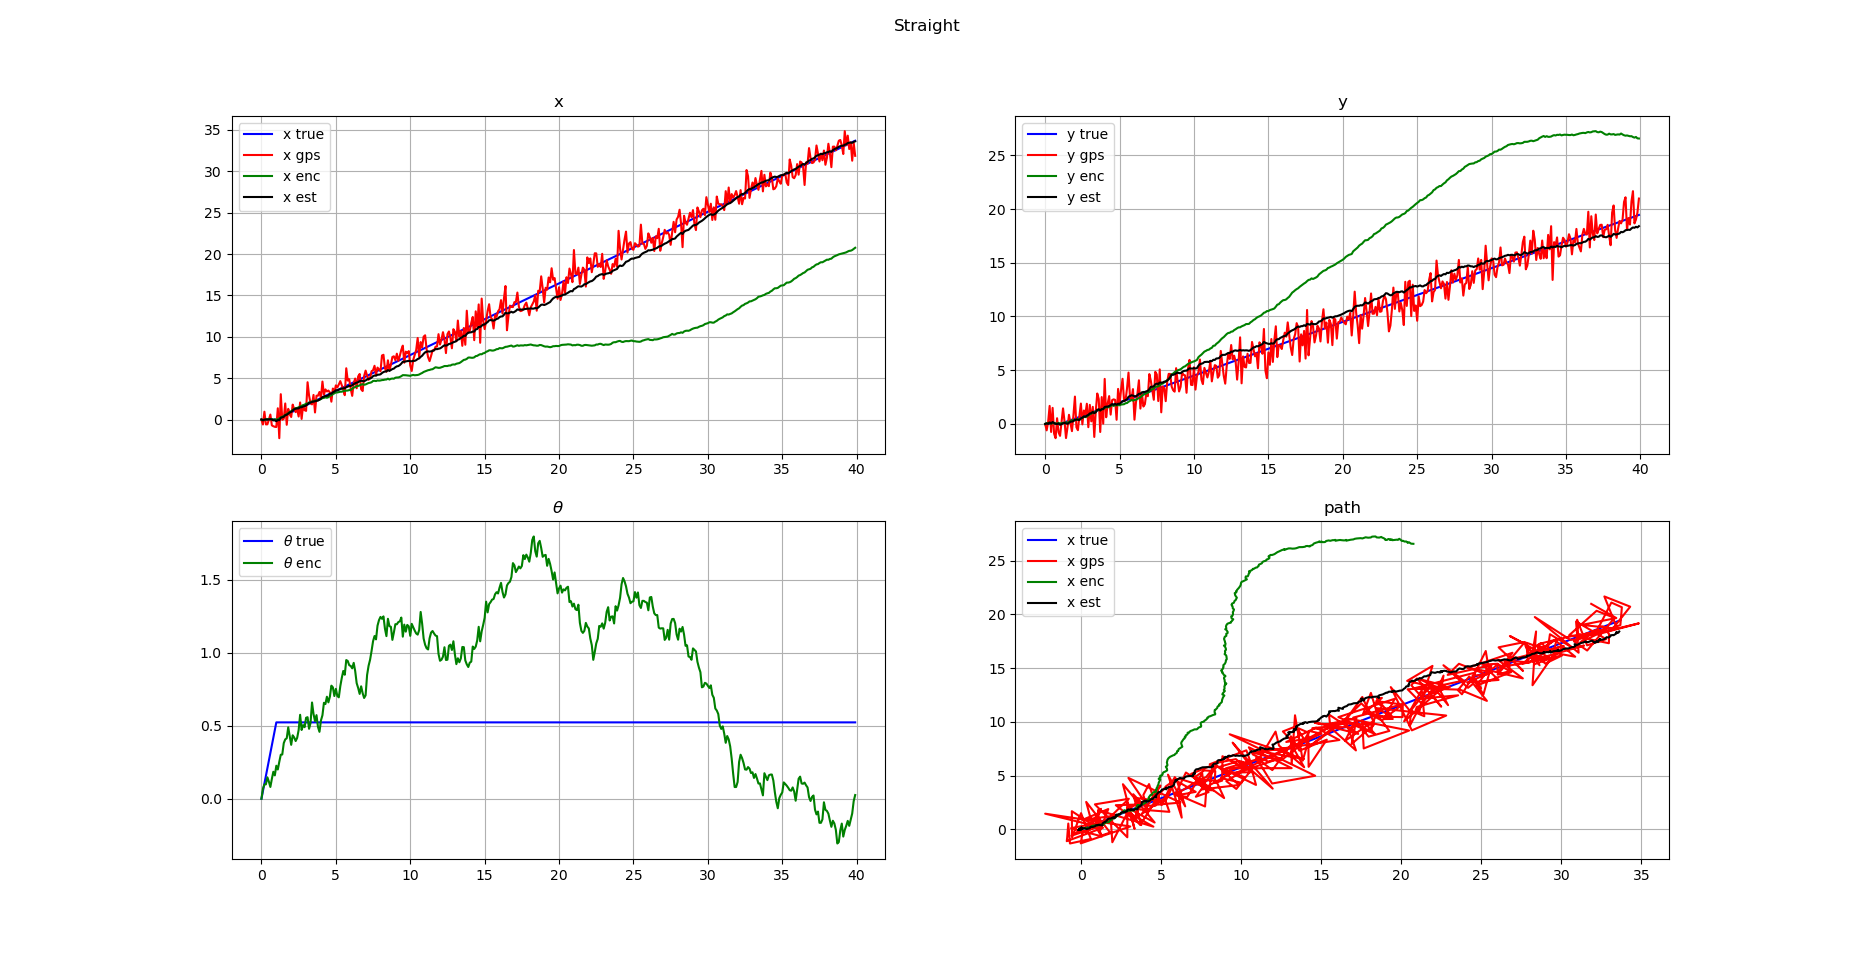 Straight
x
x true
x gps
x enc
x est
35
30
25
20
15
10
5
0
0 5 10 15 20 25 30 35 40
y
y true
y gps
y enc
y est
25
20
15
10
5
0
0 5 10 15 20 25 30 35 40
θ
θ true
θ enc
1.5
1.0
0.5
0.0
0 5 10 15 20 25 30 35 40
path
x true
x gps
x enc
x est
25
20
15
10
5
0
0 5 10 15 20 25 30 35